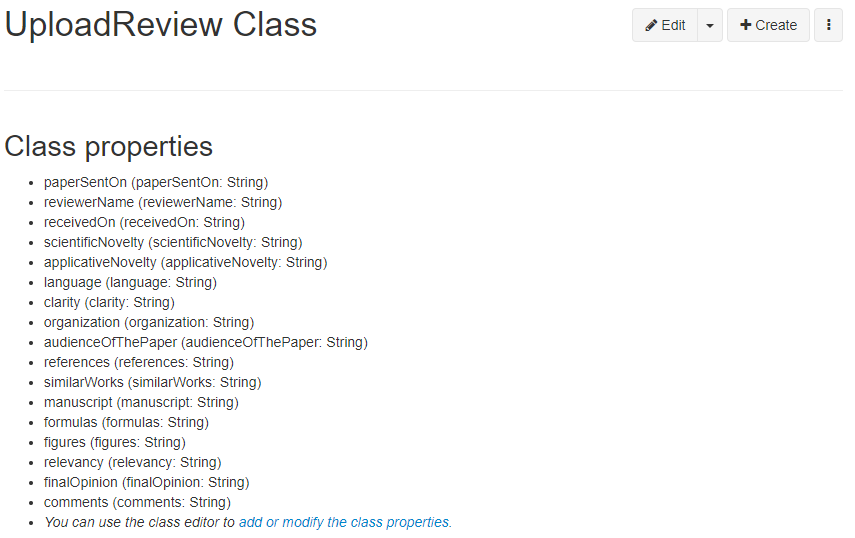 UploadReview Class
Edit
Create
Class properties
paperSentOn (paperSentOn: String)
reviewerName (reviewerName: String)
receivedOn (receivedOn: String)
scientificNovelty (scientificNovelty: String)
applicativeNovelty (applicativeNovelty: String)
language (language: String)
clarity (clarity: String)
organization (organization: String)
audienceOfThePaper (audienceOfThePaper: String)
references (references: String)
similarWorks (similarWorks: String)
manuscript (manuscript: String)
formulas (formulas: String)
figures (figures: String)
relevancy (relevancy: String)
finalOpinion (finalOpinion: String)
comments (comments: String)
You can use the class editor to add or modify the class properties.